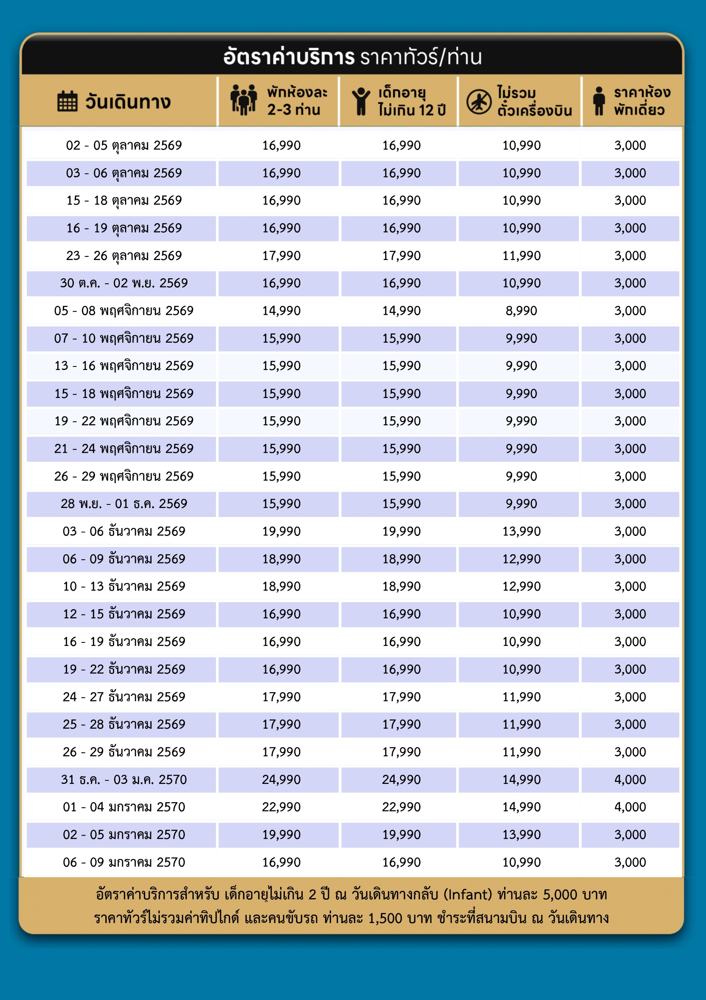 อัตราค่าบริการ ราคาทัวร์/ท่าน
วันเดินทาง พักห้องละ 2-3 ท่าน เด็กอายุ ไม่เกิน 12 ปี ไม่รวม ตั๋วเครื่องบิน ราคาห้อง พักเดี่ยว
02 - 05 ตุลาคม 2569 16,990 16,990 10,990 3,000
03 - 06 ตุลาคม 2569 16,990 16,990 10,990 3,000
15 - 18 ตุลาคม 2569 16,990 16,990 10,990 3,000
16 - 19 ตุลาคม 2569 16,990 16,990 10,990 3,000
23 - 26 ตุลาคม 2569 17,990 17,990 11,990 3,000
30 ต.ค. - 02 พ.ย. 2569 16,990 16,990 10,990 3,000
05 - 08 พฤศจิกายน 2569 14,990 14,990 8,990 3,000
07 - 10 พฤศจิกายน 2569 15,990 15,990 9,990 3,000
13 - 16 พฤศจิกายน 2569 15,990 15,990 9,990 3,000
15 - 18 พฤศจิกายน 2569 15,990 15,990 9,990 3,000
19 - 22 พฤศจิกายน 2569 15,990 15,990 9,990 3,000
21 - 24 พฤศจิกายน 2569 15,990 15,990 9,990 3,000
26 - 29 พฤศจิกายน 2569 15,990 15,990 9,990 3,000
28 พ.ย. - 01 ธ.ค. 2569 15,990 15,990 9,990 3,000
03 - 06 ธันวาคม 2569 19,990 19,990 13,990 3,000
06 - 09 ธันวาคม 2569 18,990 18,990 12,990 3,000
10 - 13 ธันวาคม 2569 18,990 18,990 12,990 3,000
12 - 15 ธันวาคม 2569 16,990 16,990 10,990 3,000
16 - 19 ธันวาคม 2569 16,990 16,990 10,990 3,000
19 - 22 ธันวาคม 2569 16,990 16,990 10,990 3,000
24 - 27 ธันวาคม 2569 17,990 17,990 11,990 3,000
25 - 28 ธันวาคม 2569 17,990 17,990 11,990 3,000
26 - 29 ธันวาคม 2569 17,990 17,990 11,990 3,000
31 ธ.ค. - 03 ม.ค. 2570 24,990 24,990 14,990 4,000
01 - 04 มกราคม 2570 22,990 22,990 14,990 4,000
02 - 05 มกราคม 2570 19,990 19,990 13,990 3,000
06 - 09 มกราคม 2570 16,990 16,990 10,990 3,000
อัตราค่าบริการสำหรับ เด็กอายุไม่เกิน 2 ปี ณ วันเดินทางกลับ (Infant) ท่านละ 5,000 บาท
ราคาทัวร์ไม่รวมค่าทิปไกด์ และคนขับรถ ท่านละ 1,500 บาท ชำระที่สนามบิน ณ วันเดินทาง